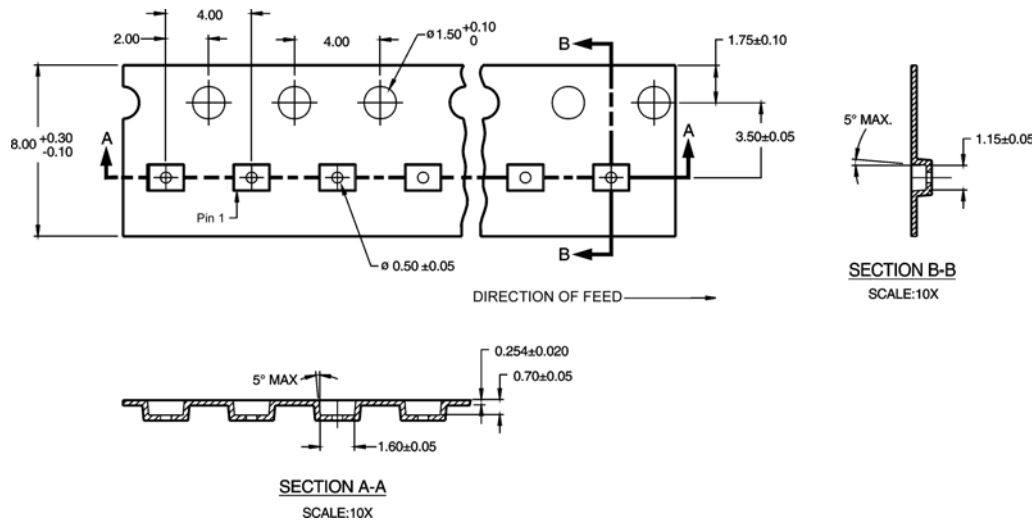 4.00
2.00
4.00
ø1.50 +0.10
0
B
1.75±0.10
8.00 +0.30
-0.10
A
A
3.50±0.05
5° MAX.
1.15±0.05
Pin 1
B
ø 0.50 ±0.05
SECTION B-B
SCALE:10X
DIRECTION OF FEED
0.254±0.020
5° MAX
0.70±0.05
1.60±0.05
SECTION A-A
SCALE:10X